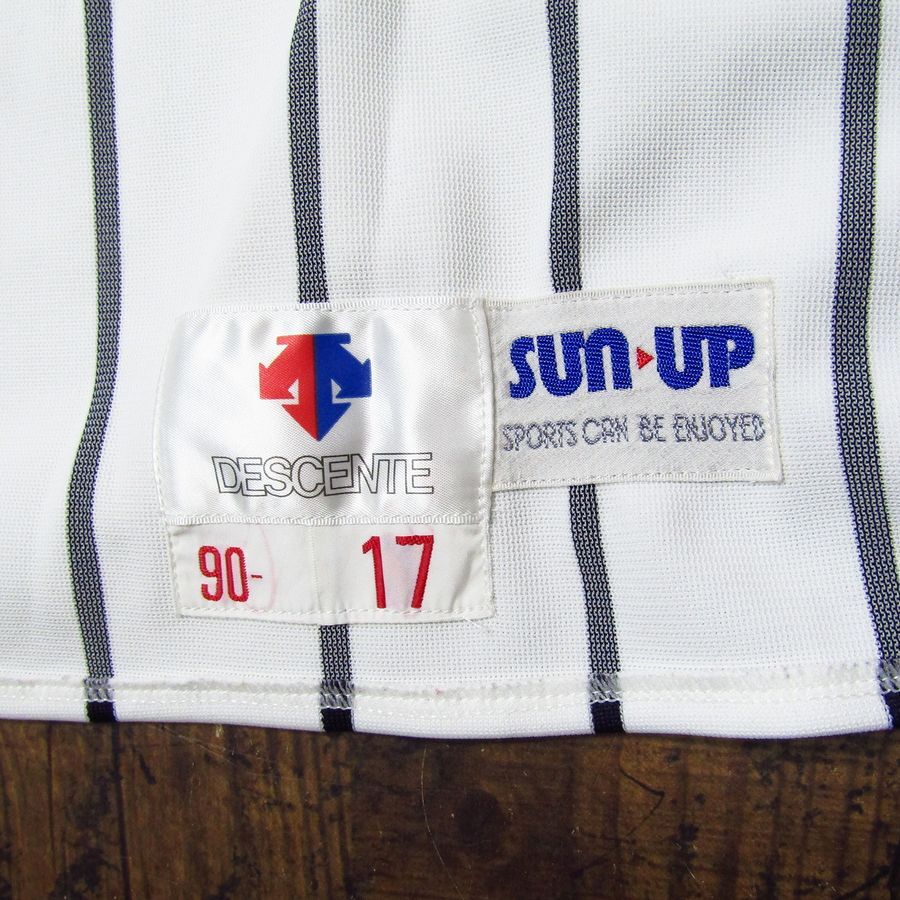 DESCENTE
90- 17
SUN UP
SPORTS CAN BE ENJOYED